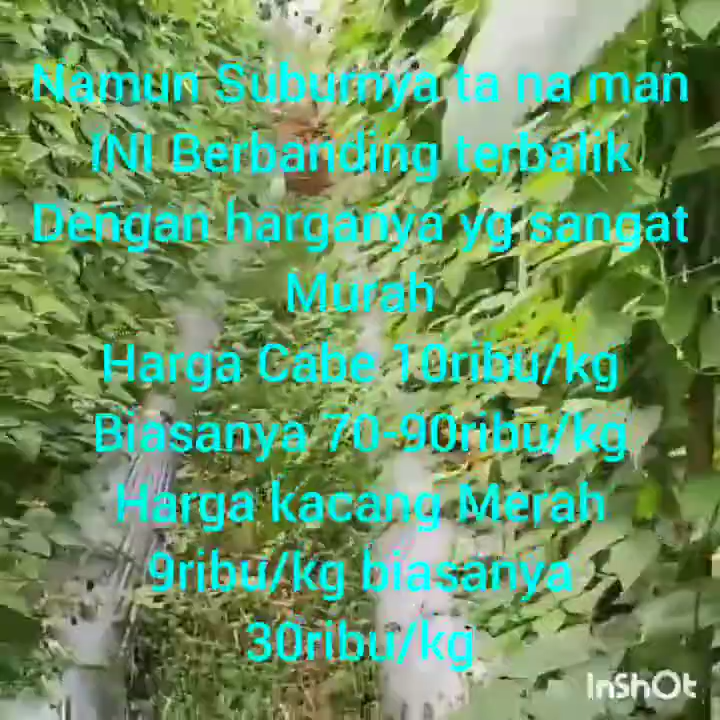 Namun Suburnya ta na man
INI Berbanding terbalik
Dengan harganya yg sangat
Murah
Harga Cabe 10ribu/kg
Biasanya 70-90ribu/kg
Harga kacang Merah
9ribu/kg biasanya
30ribu/kg
InShOt